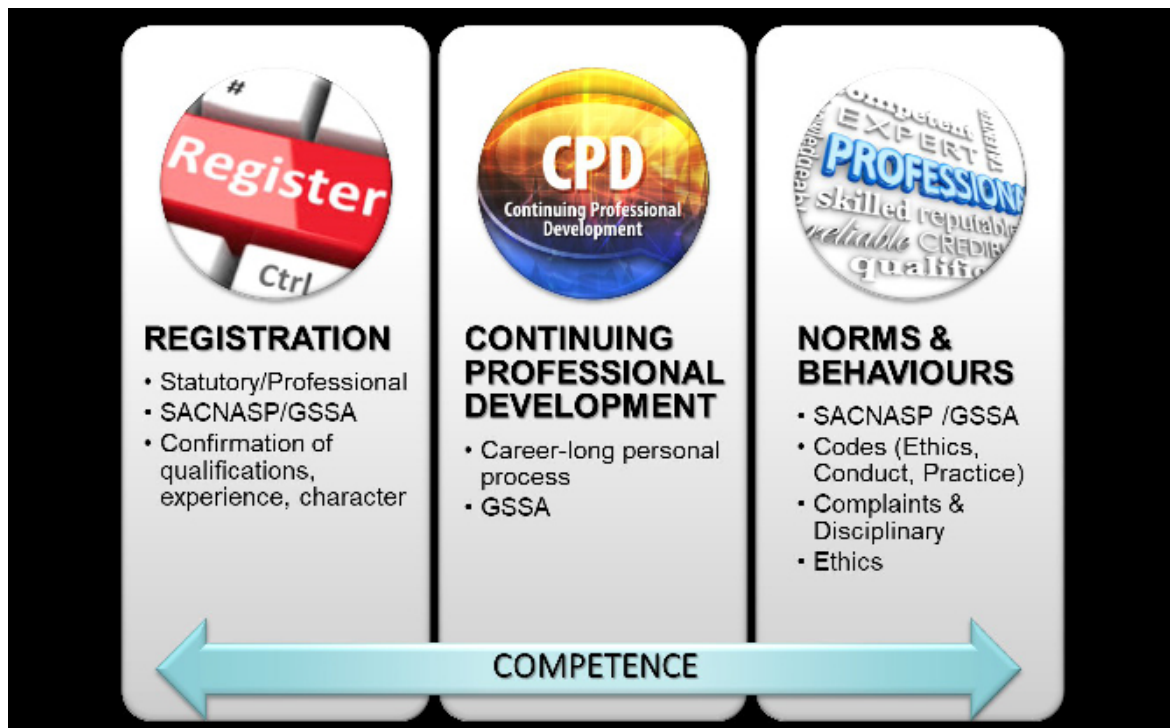 #
Register
Ctrl
REGISTRATION
• Statutory/Professional
• SACNASP/GSSA
• Confirmation of
qualifications,
experience, character
CPD
Continuing Professional
Development
CONTINUING
PROFESSIONAL
DEVELOPMENT
• Career-long personal
process
• GSSA
competent
EXPERT
PROFESSION
skilled reputable
reliable CREDIB
qualifie
NORMS &
BEHAVIOURS
• SACNASP /GSSA
• Codes (Ethics,
Conduct, Practice)
• Complaints &
Disciplinary
• Ethics
COMPETENCE